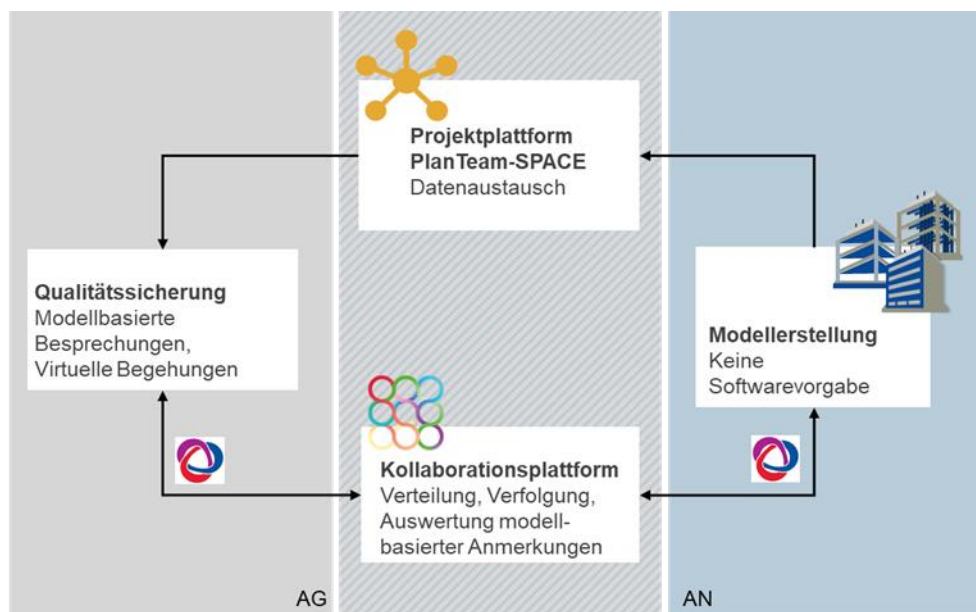 Projektplattform
PlanTeam-SPACE
Datenaustausch
Qualitätssicherung
Modellbasierte
Besprechungen,
Virtuelle Begehungen
Modellerstellung
Keine
Softwarevorgabe
Kollaborationsplattform
Verteilung, Verfolgung,
Auswertung modell-
basierter Anmerkungen
AG
AN